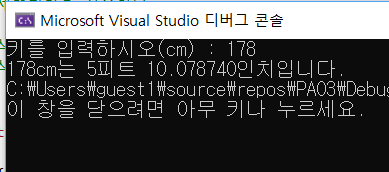 Microsoft Visual Studio 디버그 콘솔
키를 입력하시오(cm) : 178
178cm는 5피트 10.078740인치입니다.
C:\Users\guest1\source\repos\PA03\Debug
이 창을 닫으려면 아무 키나 누르세요.